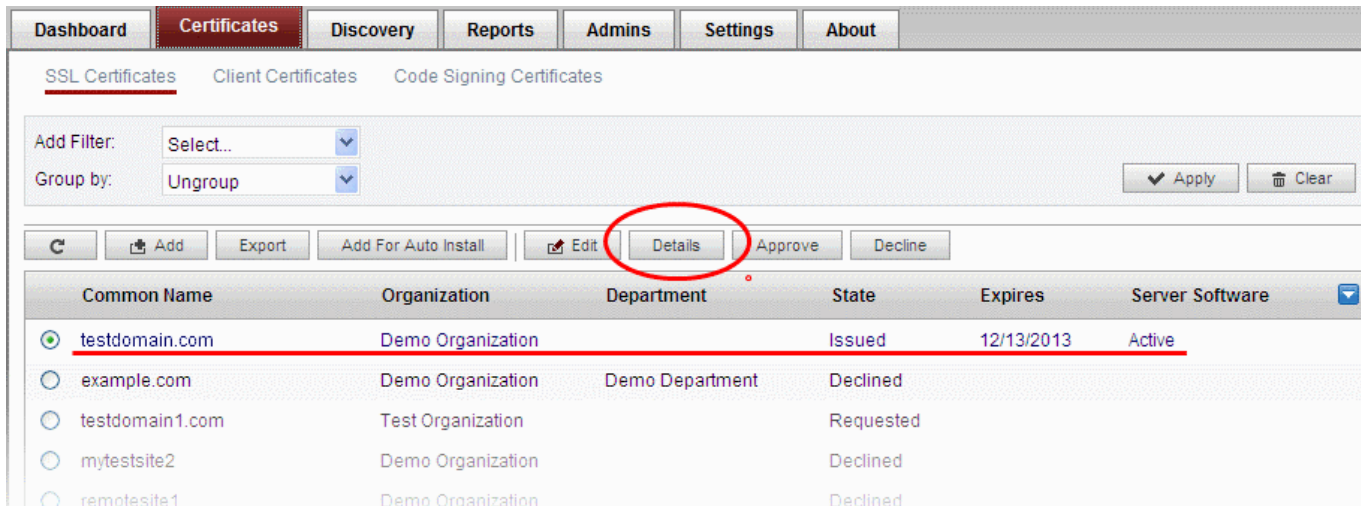 Dashboard Certificates Discovery Reports Admins Settings About
SSL Certificates Client Certificates Code Signing Certificates
Add Filter: Select...
Group by: Ungroup Apply Clear
Add Export Add For Auto Install Edit Details Approve Decline
Common Name Organization Department State Expires Server Software
testdomain.com Demo Organization Issued 12/13/2013 Active
example.com Demo Organization Demo Department Declined
testdomain1.com Test Organization Requested
mytestsite2 Demo Organization Declined
remotesite1 Demo Organization Declined